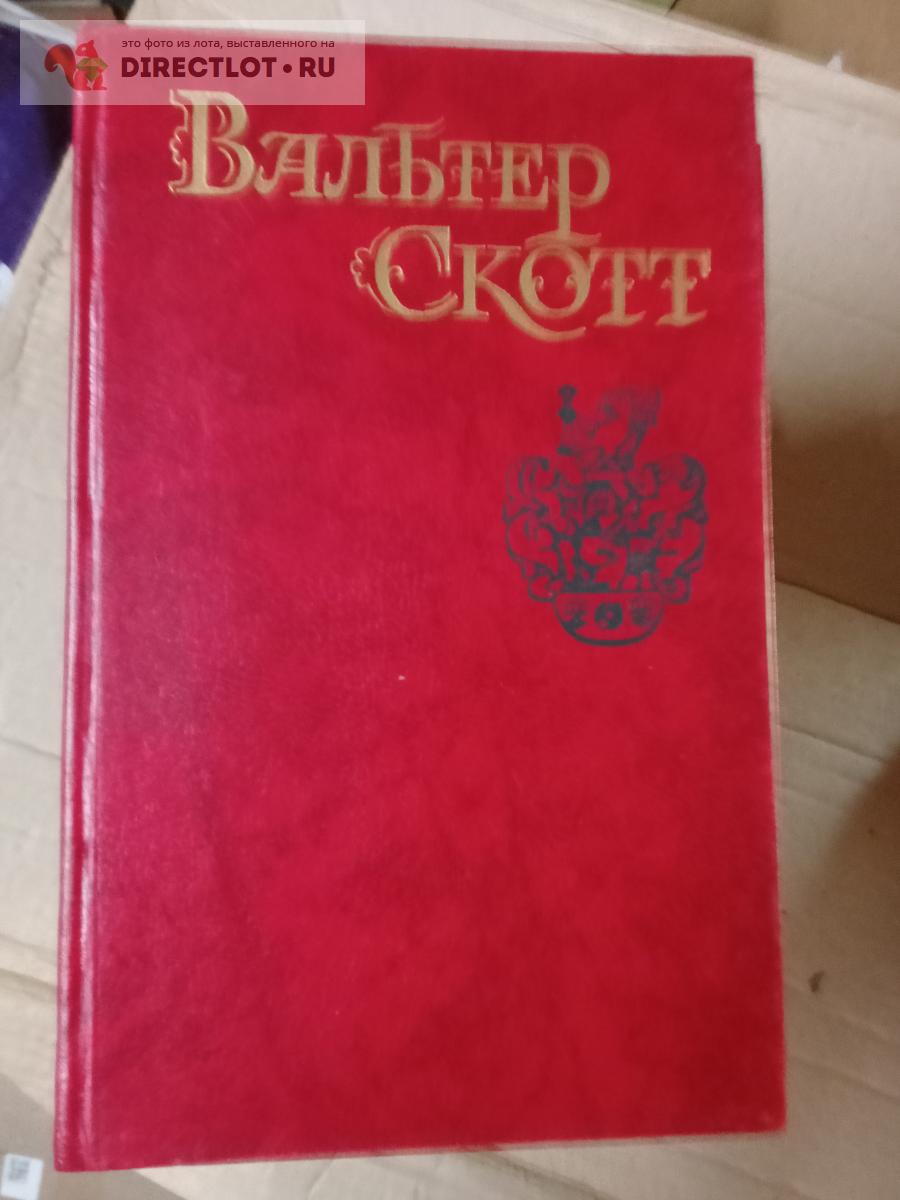 это фото из лота, выставленного на
DIRECTLOT•RU
Вальтер
Скотт